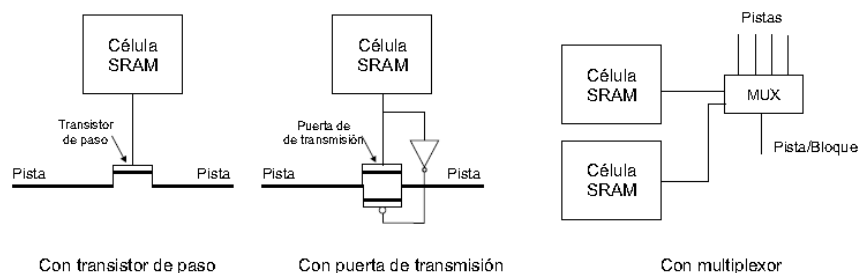 Célula
SRAM
Transistor
de paso
Pista
Pista
Con transistor de paso
Célula
SRAM
Puerta de
de transmisión
Pista
Pista
Con puerta de transmisión
Pistas
Célula
SRAM
MUX
Célula
SRAM
Pista/Bloque
Con multiplexor